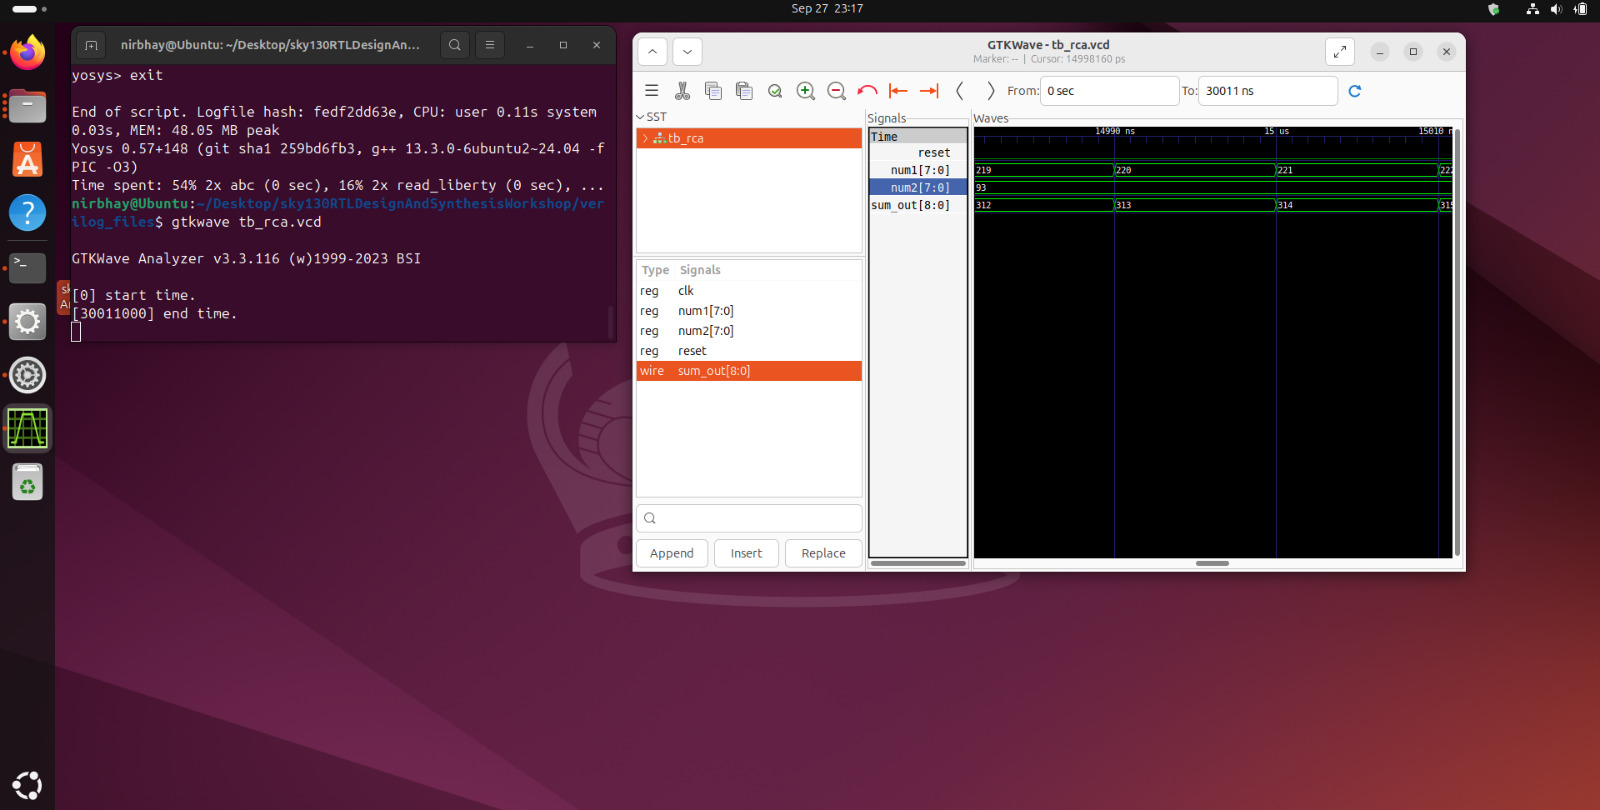 Sep 27 23:17
nirbhay@Ubuntu: ~/Desktop/sky130RTLDesignAn...
yosys> exit
End of script. Logfile hash: fedf2dd63e, CPU: user 0.11s system
0.03s, MEM: 48.05 MB peak
Yosys 0.57+148 (git sha1 259bd6fb3, g++ 13.3.0-6ubuntu2~24.04 -f
PIC -O3)
Time spent: 54% 2x abc (0 sec), 16% 2x read_liberty (0 sec), ...
nirbhay@Ubuntu:~/Desktop/sky130RTLDesignAndSynthesisWorkshop/ver
ilog_files$ gtkwave tb_rca.vcd
GTKWave Analyzer v3.3.116 (w)1999-2023 BSI
[0] start time.
[30011000] end time.
GTKWave - tb_rca.vcd
Marker: -- | Cursor: 14998160 ps
From: 0 sec To: 30011 ns
SST
tb_rca
Type Signals
reg clk
reg num1[7:0]
reg num2[7:0]
reg reset
wire sum_out[8:0]
Append Insert Replace
Signals
Time
reset
num1[7:0]
num2[7:0]
sum_out[8:0]
Waves
14990 ns 15 us 15010 n
219 220 221 222
93
312 313 314 315